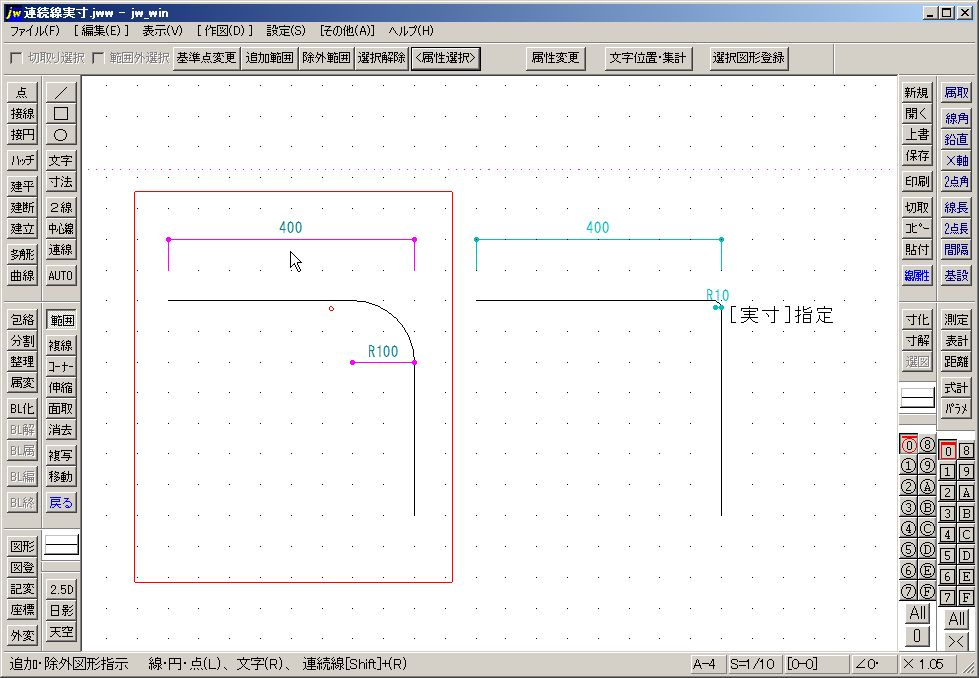 jw 連続線実寸.jww - jw_win
ファイル(F) [編集(E)] 表示(V) [作図(D)] 設定(S) [その他(A)] ヘルプ(H)
切取り選択 範囲外選択 基準点変更 追加範囲 除外範囲 選択解除 <属性選択> 属性変更 文字位置・集計 選択図形登録
点 ／
接線 □
接円 ○
ハッチ 文字
建平 寸法
建断 2線
建立 中心線
多角形 連線
曲線 AUTO
包絡 範囲
分割 複線
整理 コーナー
属変 伸縮
BL化 面取
BL解 消去
BL属 複写
BL編 移動
BL終 戻る
図形
図登
記変 2.5D
座標 日影
外変 天空
400
R100
400
R10
[実寸]指定
新規 属取
開く 線角
上書 鉛直
保存 X軸
印刷 2点角
切取 線長
コピー 2点長
貼付 間隔
線属性 基設
寸化 測定
寸解 表計
選図 距離
式計
パラメ
0 8 0 8
1 9 1 9
2 A 2 A
3 B 3 B
4 C 4 C
5 D 5 D
6 E 6 E
7 F 7 F
All All
0 ><
追加・除外図形指示 線・円・点(L)、文字(R)、連続線[Shift]+(R) A-4 S=1/10 [0-0] ∠0・ × 1.05